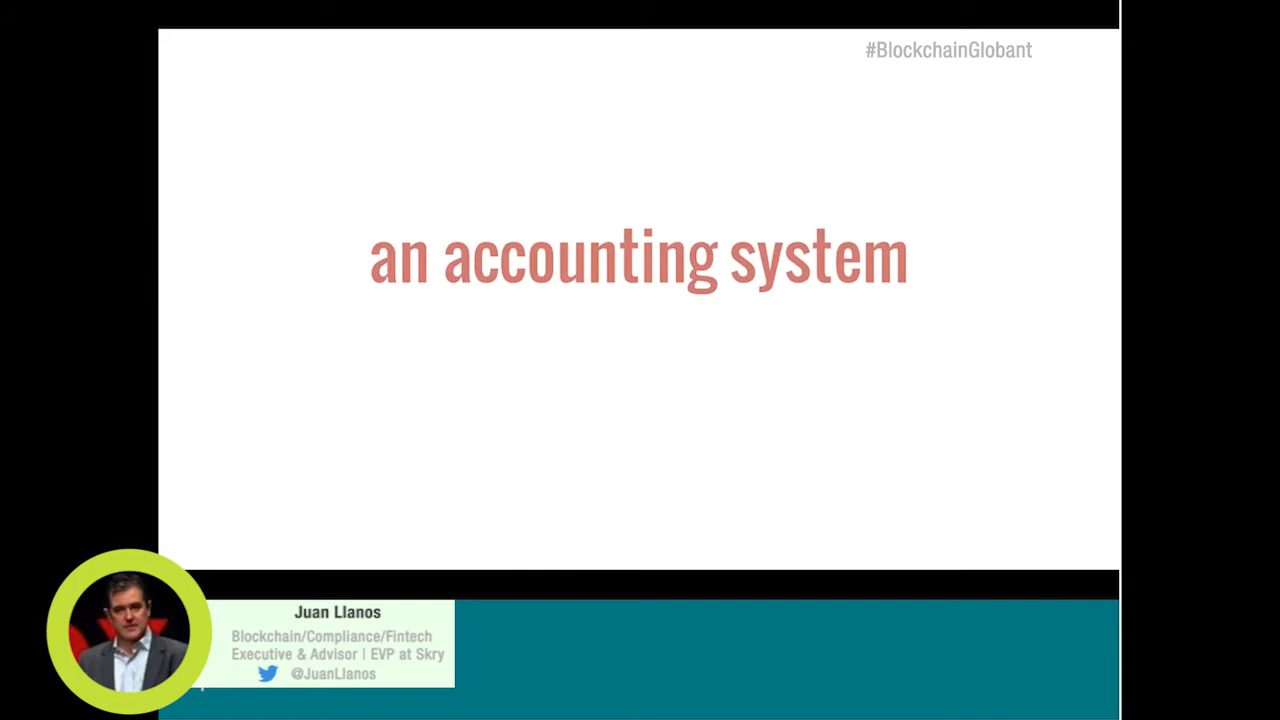 #BlockchainGlobant
an accounting system
Juan Llanos
Blockchain/Compliance/Fintech
Executive & Advisor | EVP at Skry
@JuanLlanos